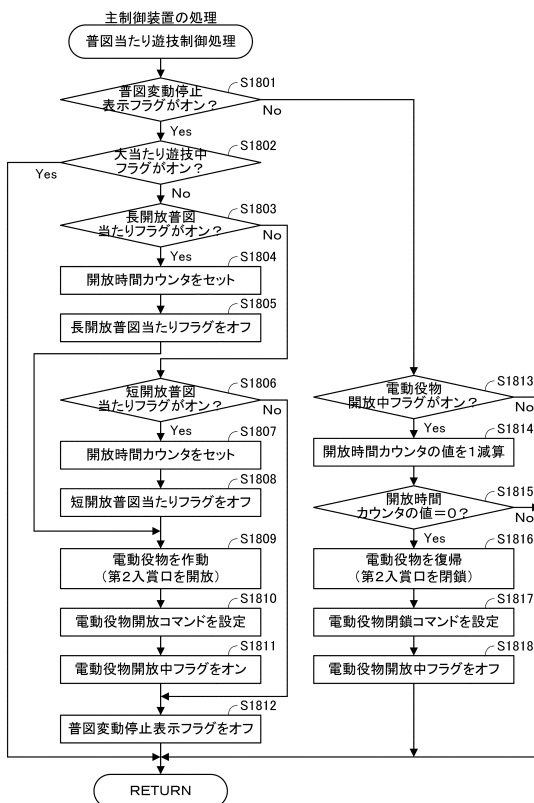 主制御装置の処理
普図当たり遊技制御処理
S1801
普図変動停止
表示フラグがオン?
No
Yes
S1802
大当たり遊技中
フラグがオン?
Yes
No
S1803
長開放普図
当たりフラグがオン?
No
Yes
S1804
開放時間カウンタをセット
S1805
長開放普図当たりフラグをオフ
S1806
短開放普図
当たりフラグがオン?
No
Yes
S1807
開放時間カウンタをセット
S1808
短開放普図当たりフラグをオフ
S1809
電動役物を作動
(第2入賞口を開放)
S1810
電動役物開放コマンドを設定
S1811
電動役物開放中フラグをオン
S1812
普図変動停止表示フラグをオフ
RETURN
S1813
電動役物
開放中フラグがオン?
No
Yes
S1814
開放時間カウンタの値を1減算
S1815
開放時間
カウンタの値=0?
No
Yes
S1816
電動役物を復帰
(第2入賞口を閉鎖)
S1817
電動役物閉鎖コマンドを設定
S1818
電動役物開放中フラグをオフ